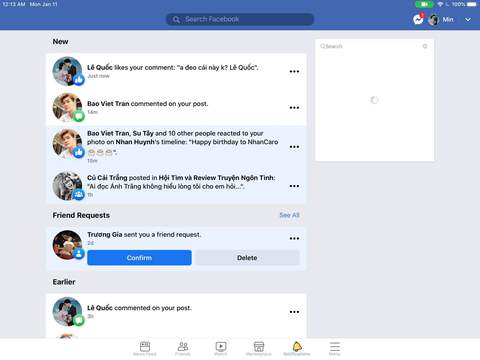 12:13 AM Mon Jan 11
100%
Search Facebook
Min
New
Lê Quốc likes your comment: "a đeo cái này k? Lê Quốc".
Just now
Bao Viet Tran commented on your post.
14m
Bao Viet Tran, Su Tây and 10 other people reacted to your
photo on Nhan Huynh's timeline: "Happy birthday to NhanCaro
🎂🎂🎂".
15m
Củ Cải Trắng posted in Hội Tìm và Review Truyện Ngôn Tình:
"Ai đọc Ánh Trăng không hiểu lòng tôi cho em hỏi...".
1h
Friend Requests
See All
Trương Gia sent you a friend request.
2d
Confirm
Delete
Earlier
Lê Quốc commented on your post.
3h
Search
News Feed
Friends
Watch
Marketplace
Notifications
Menu